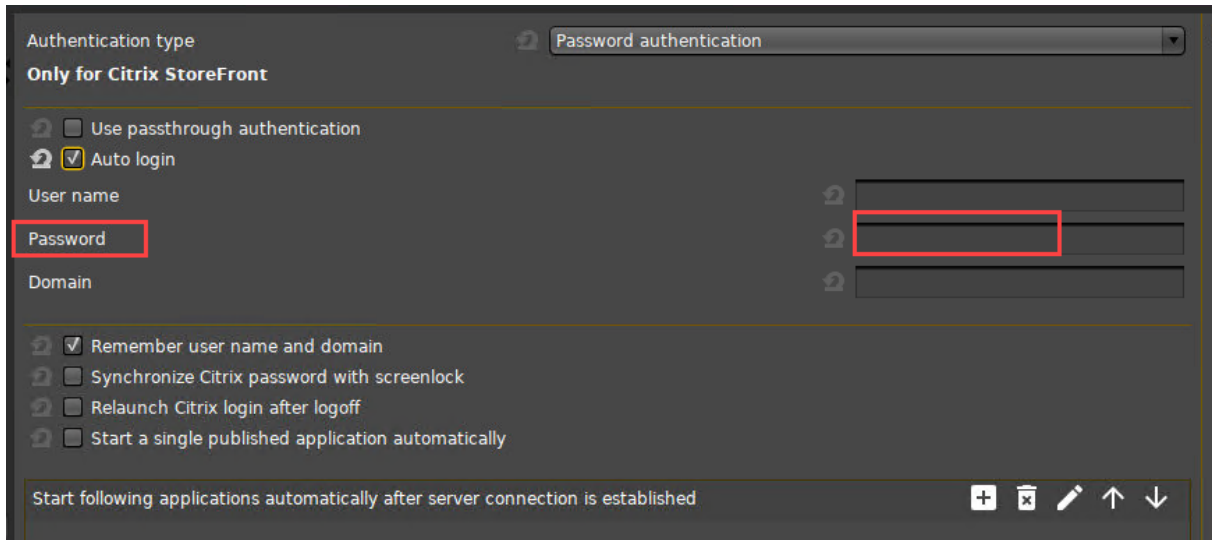 Authentication type Password authentication
Only for Citrix StoreFront
Use passthrough authentication
Auto login
User name
Password
Domain
Remember user name and domain
Synchronize Citrix password with screenlock
Relaunch Citrix login after logoff
Start a single published application automatically
Start following applications automatically after server connection is established